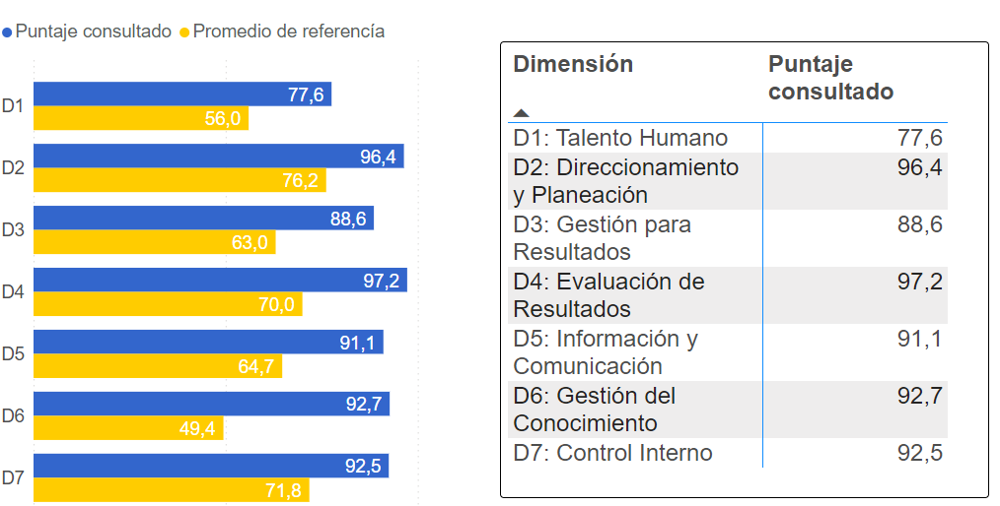 Puntaje consultado Promedio de referencía
D1 77,6
56,0
D2 96,4
76,2
D3 88,6
63,0
D4 97,2
70,0
D5 91,1
64,7
D6 92,7
49,4
D7 92,5
71,8
Dimensión Puntaje
consultado
D1: Talento Humano 77,6
D2: Direccionamiento 96,4
y Planeación
D3: Gestión para 88,6
Resultados
D4: Evaluación de 97,2
Resultados
D5: Información y 91,1
Comunicación
D6: Gestión del 92,7
Conocimiento
D7: Control Interno 92,5